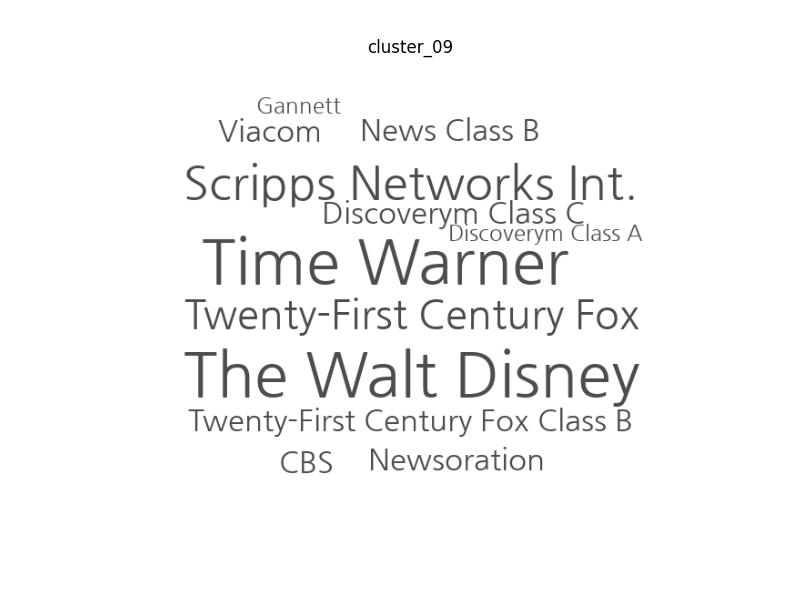 cluster_09
Gannett
Viacom News Class B
Scripps Networks Int.
Discoverym Class C
Discoverym Class A
Time Warner
Twenty-First Century Fox
The Walt Disney
Twenty-First Century Fox Class B
CBS Newsoration